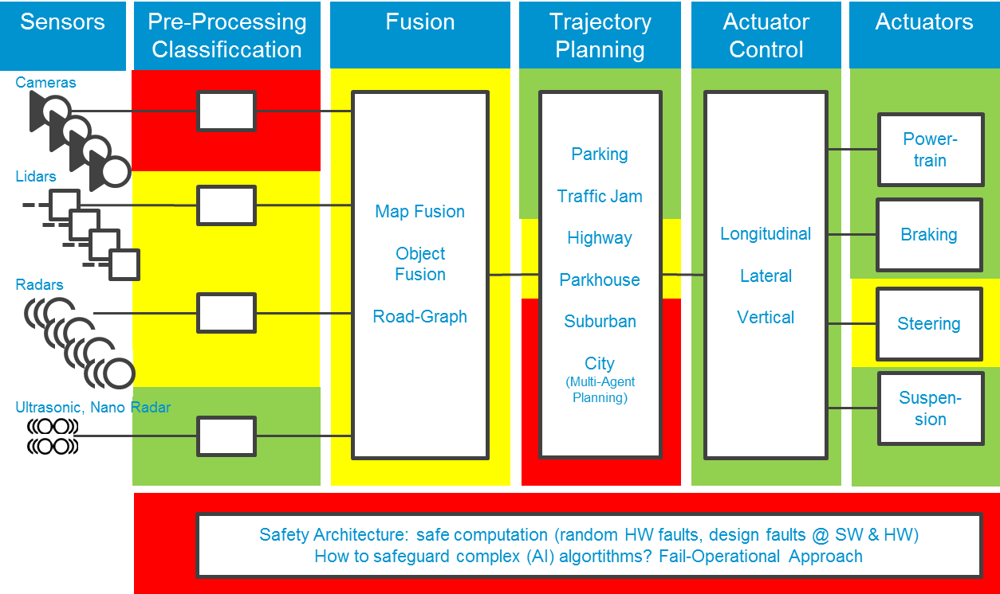 Sensors
Pre-Processing
Classificcation
Fusion
Trajectory
Planning
Actuator
Control
Actuators
Cameras
Lidars
Radars
Ultrasonic, Nano Radar
Map Fusion
Object
Fusion
Road-Graph
Parking
Traffic Jam
Highway
Parkhouse
Suburban
City
(Multi-Agent
Planning)
Longitudinal
Lateral
Vertical
Power-
train
Braking
Steering
Suspen-
sion
Safety Architecture: safe computation (random HW faults, design faults @ SW & HW)
How to safeguard complex (AI) algortithms? Fail-Operational Approach